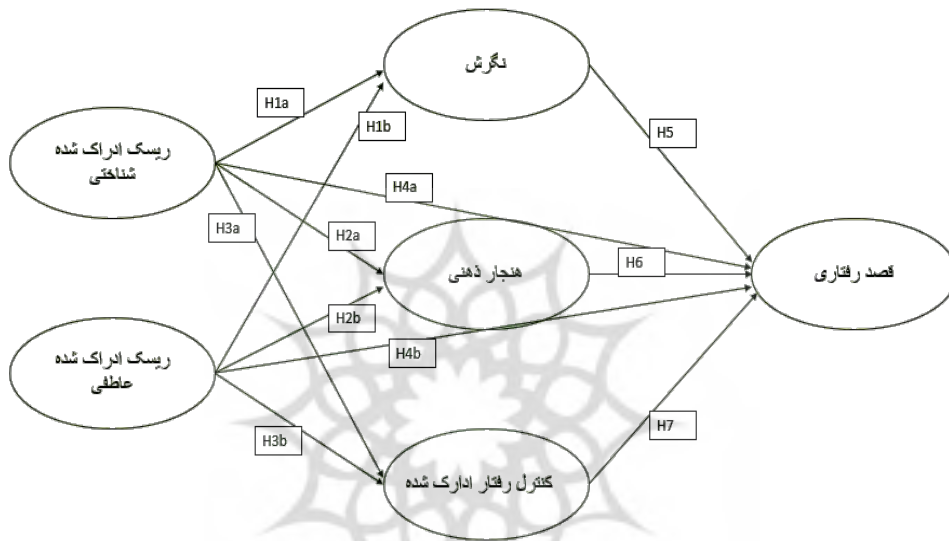 نگرش
H1a
H1b
H5
ریسک ادراک شده
شناختی
H4a
H3a
H2a
هنجار ذهنی
H6
قصد رفتاری
H2b
ریسک ادراک شده
عاطفی
H4b
H3b
H7
کنترل رفتار ادارک شده